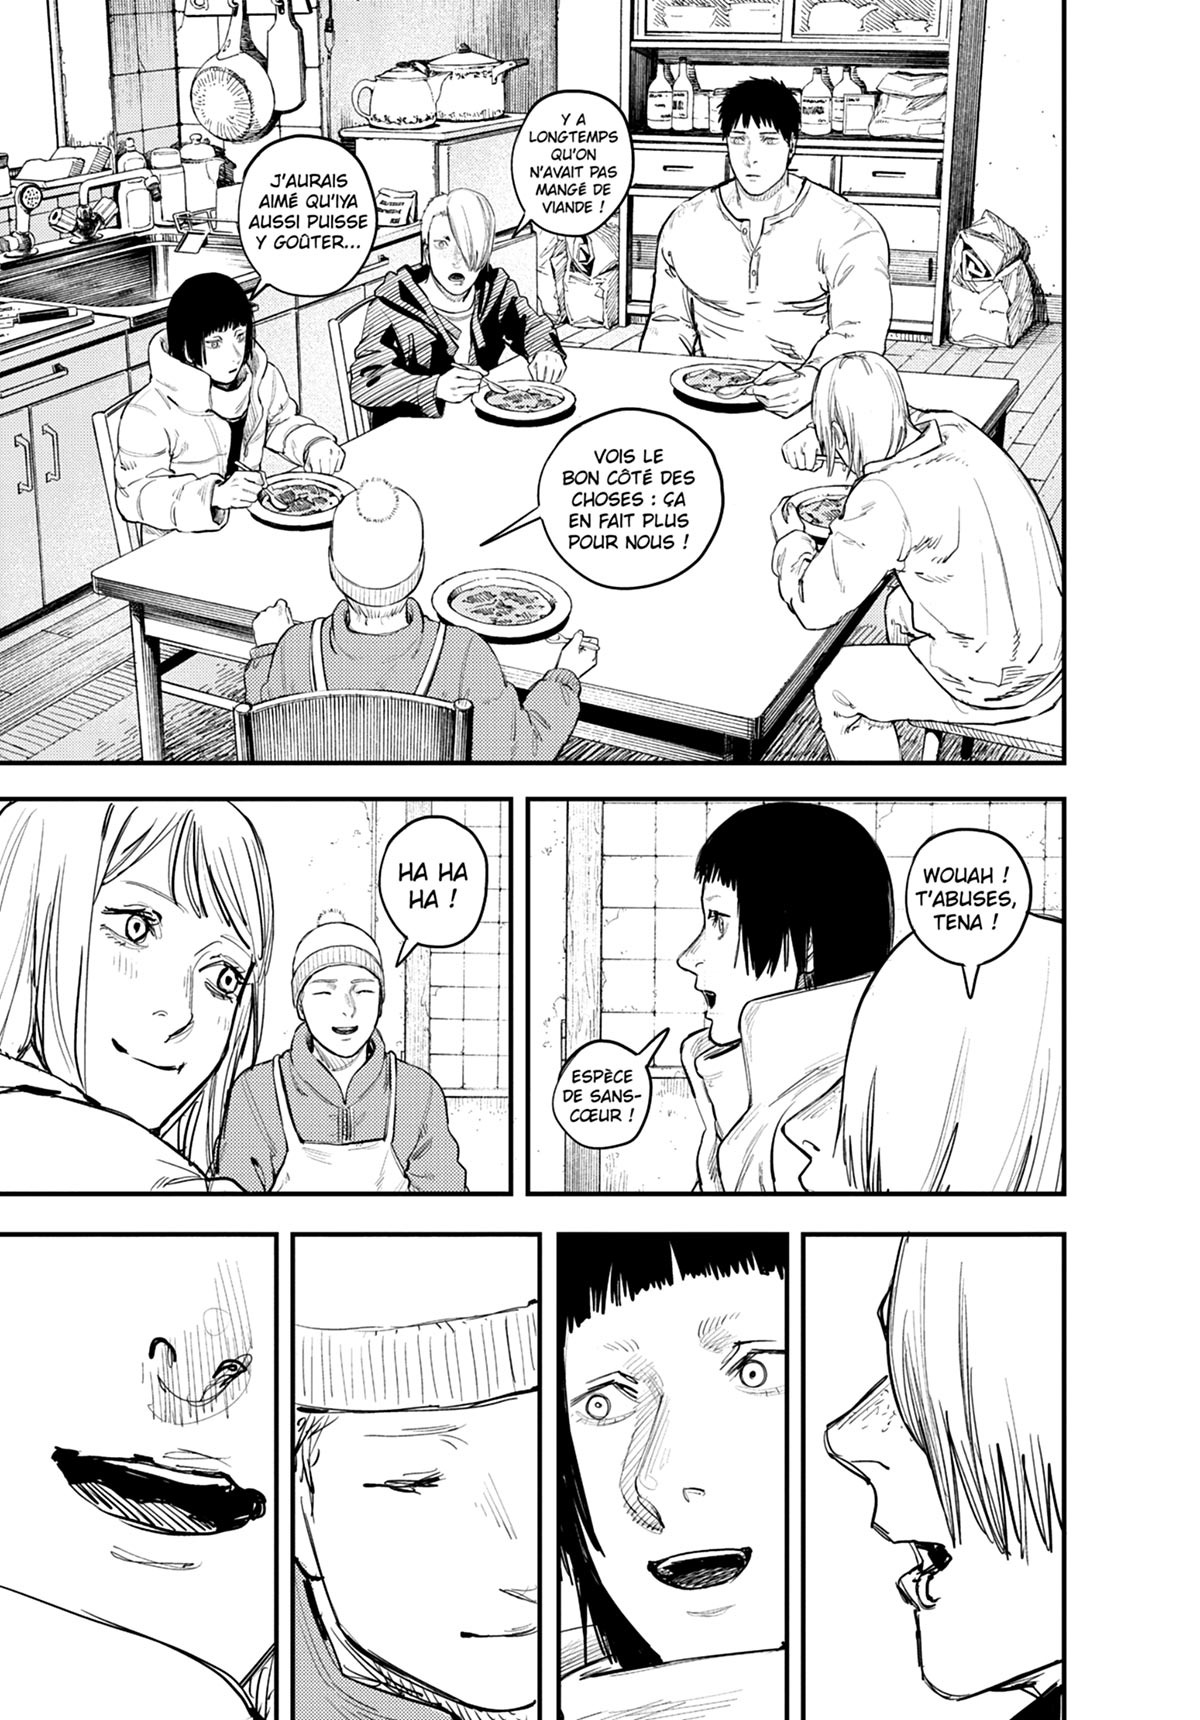 Y A
LONGTEMPS
QU'ON
N'AVAIT PAS
MANGÉ DE
VIANDE !
J'AURAIS
AIMÉ QU'IYA
AUSSI PUISSE
Y GOÛTER...
VOIS LE
BON CÔTÉ DES
CHOSES : ÇA
EN FAIT PLUS
POUR NOUS !
WOUAH !
T'ABUSES,
TENA !
ESPÈCE
DE SANS-
CŒUR !
HA HA
HA !